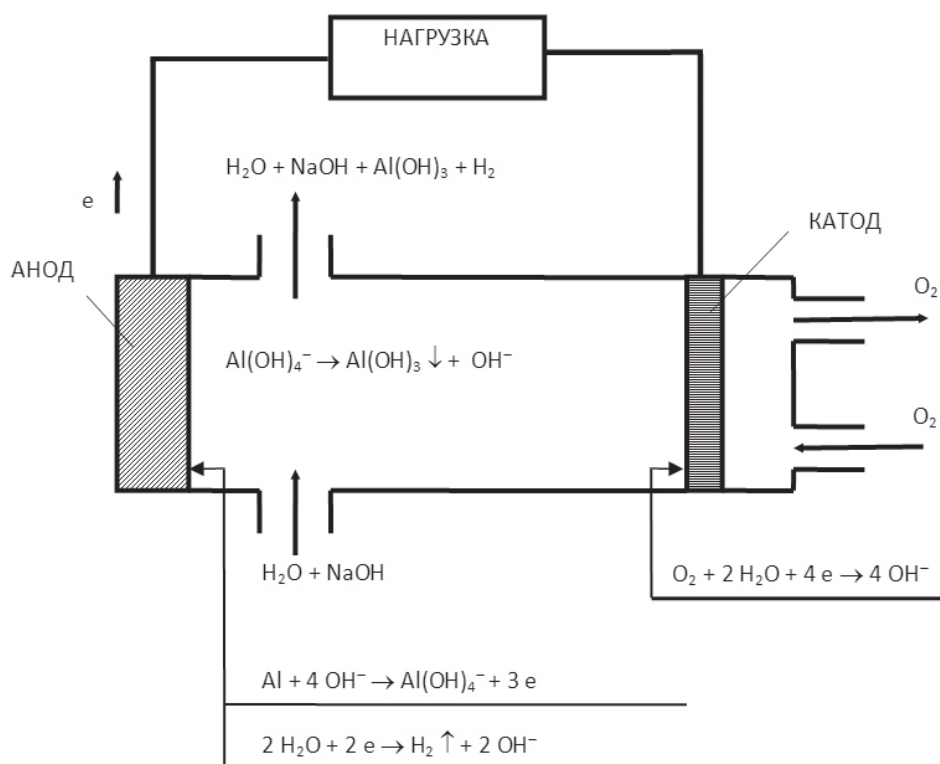 НАГРУЗКА
H₂O + NaOH + Al(OH)₃ + H₂
e
КАТОД
АНОД
O₂
Al(OH)₄⁻ → Al(OH)₃ ↓ + OH⁻
O₂
H₂O + NaOH
O₂ + 2 H₂O + 4 e → 4 OH⁻
Al + 4 OH⁻ → Al(OH)₄⁻ + 3 e
2 H₂O + 2 e → H₂ ↑ + 2 OH⁻